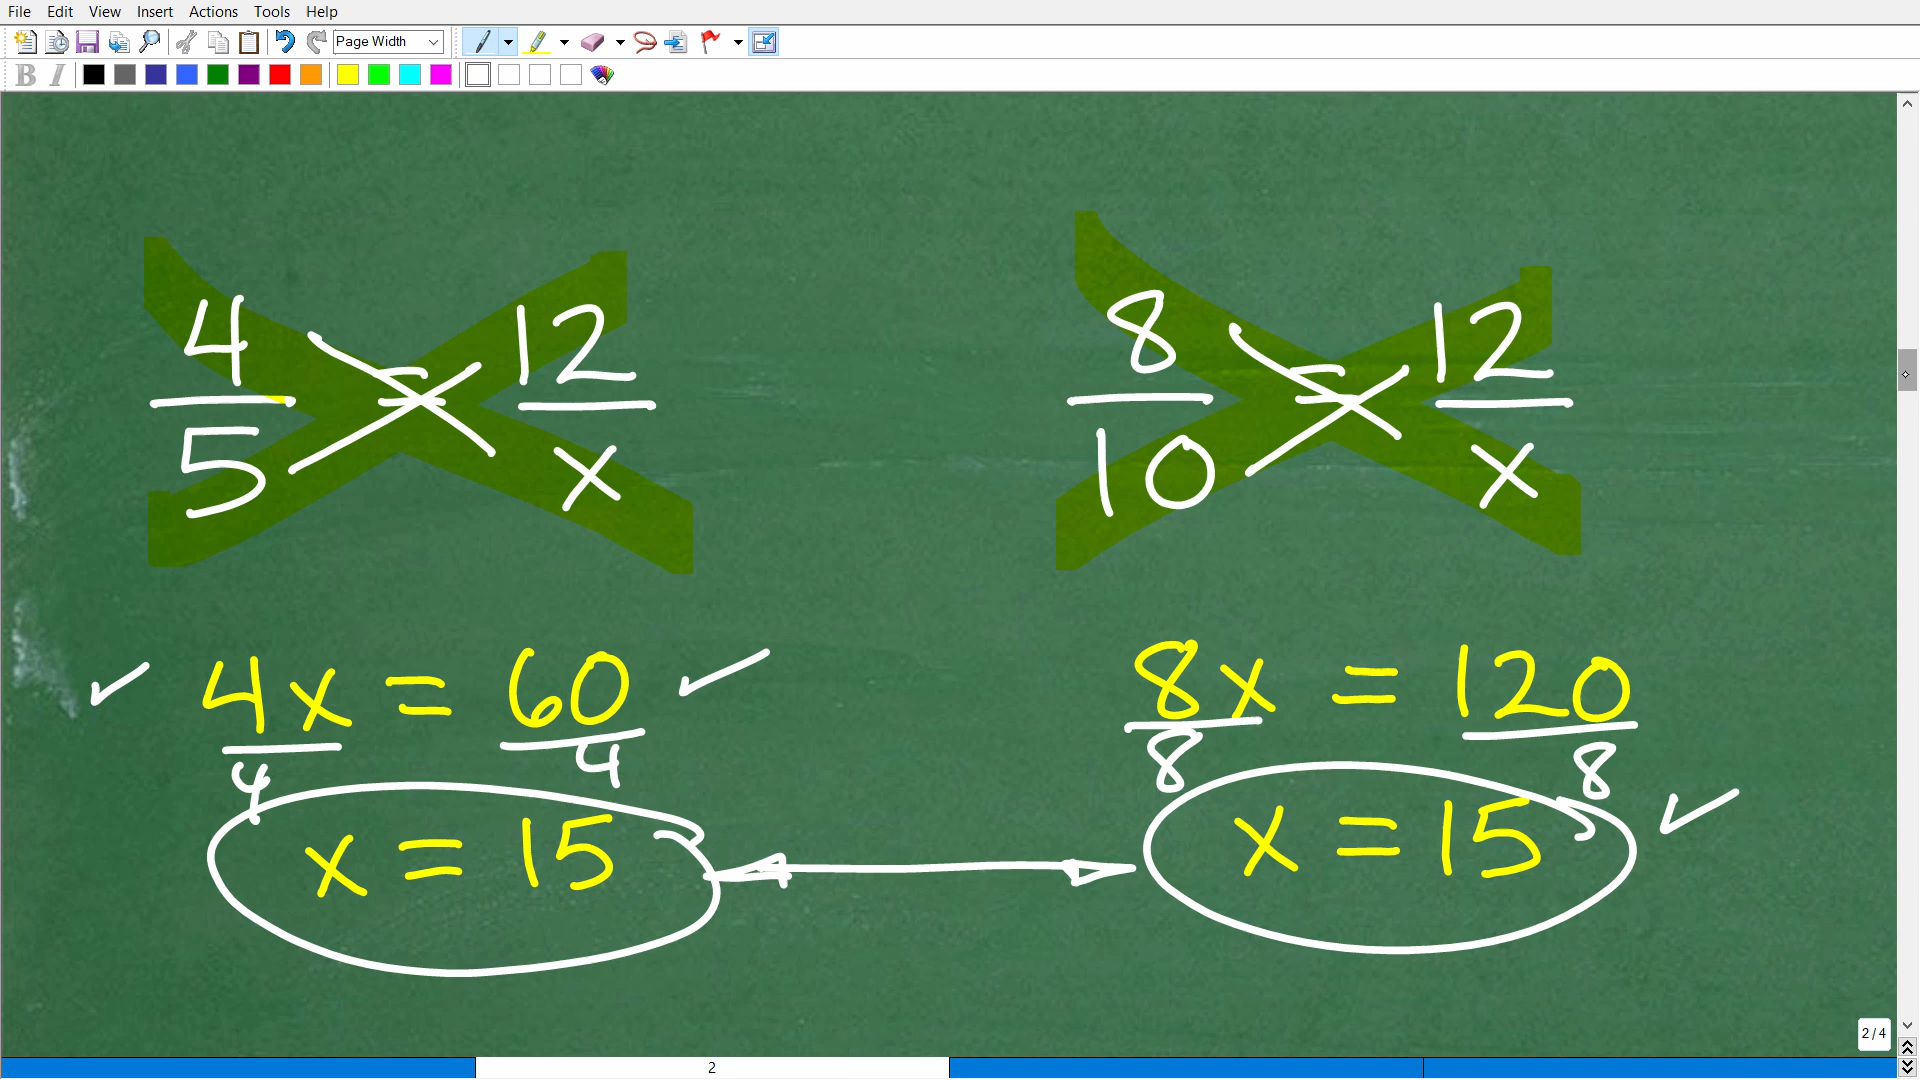 File Edit View Insert Actions Tools Help
Page Width
B I
4/5 = 12/x
8/10 = 12/x
4x = 60
4 4
x = 15
8x = 120
8 8
x = 15
2 / 4
2